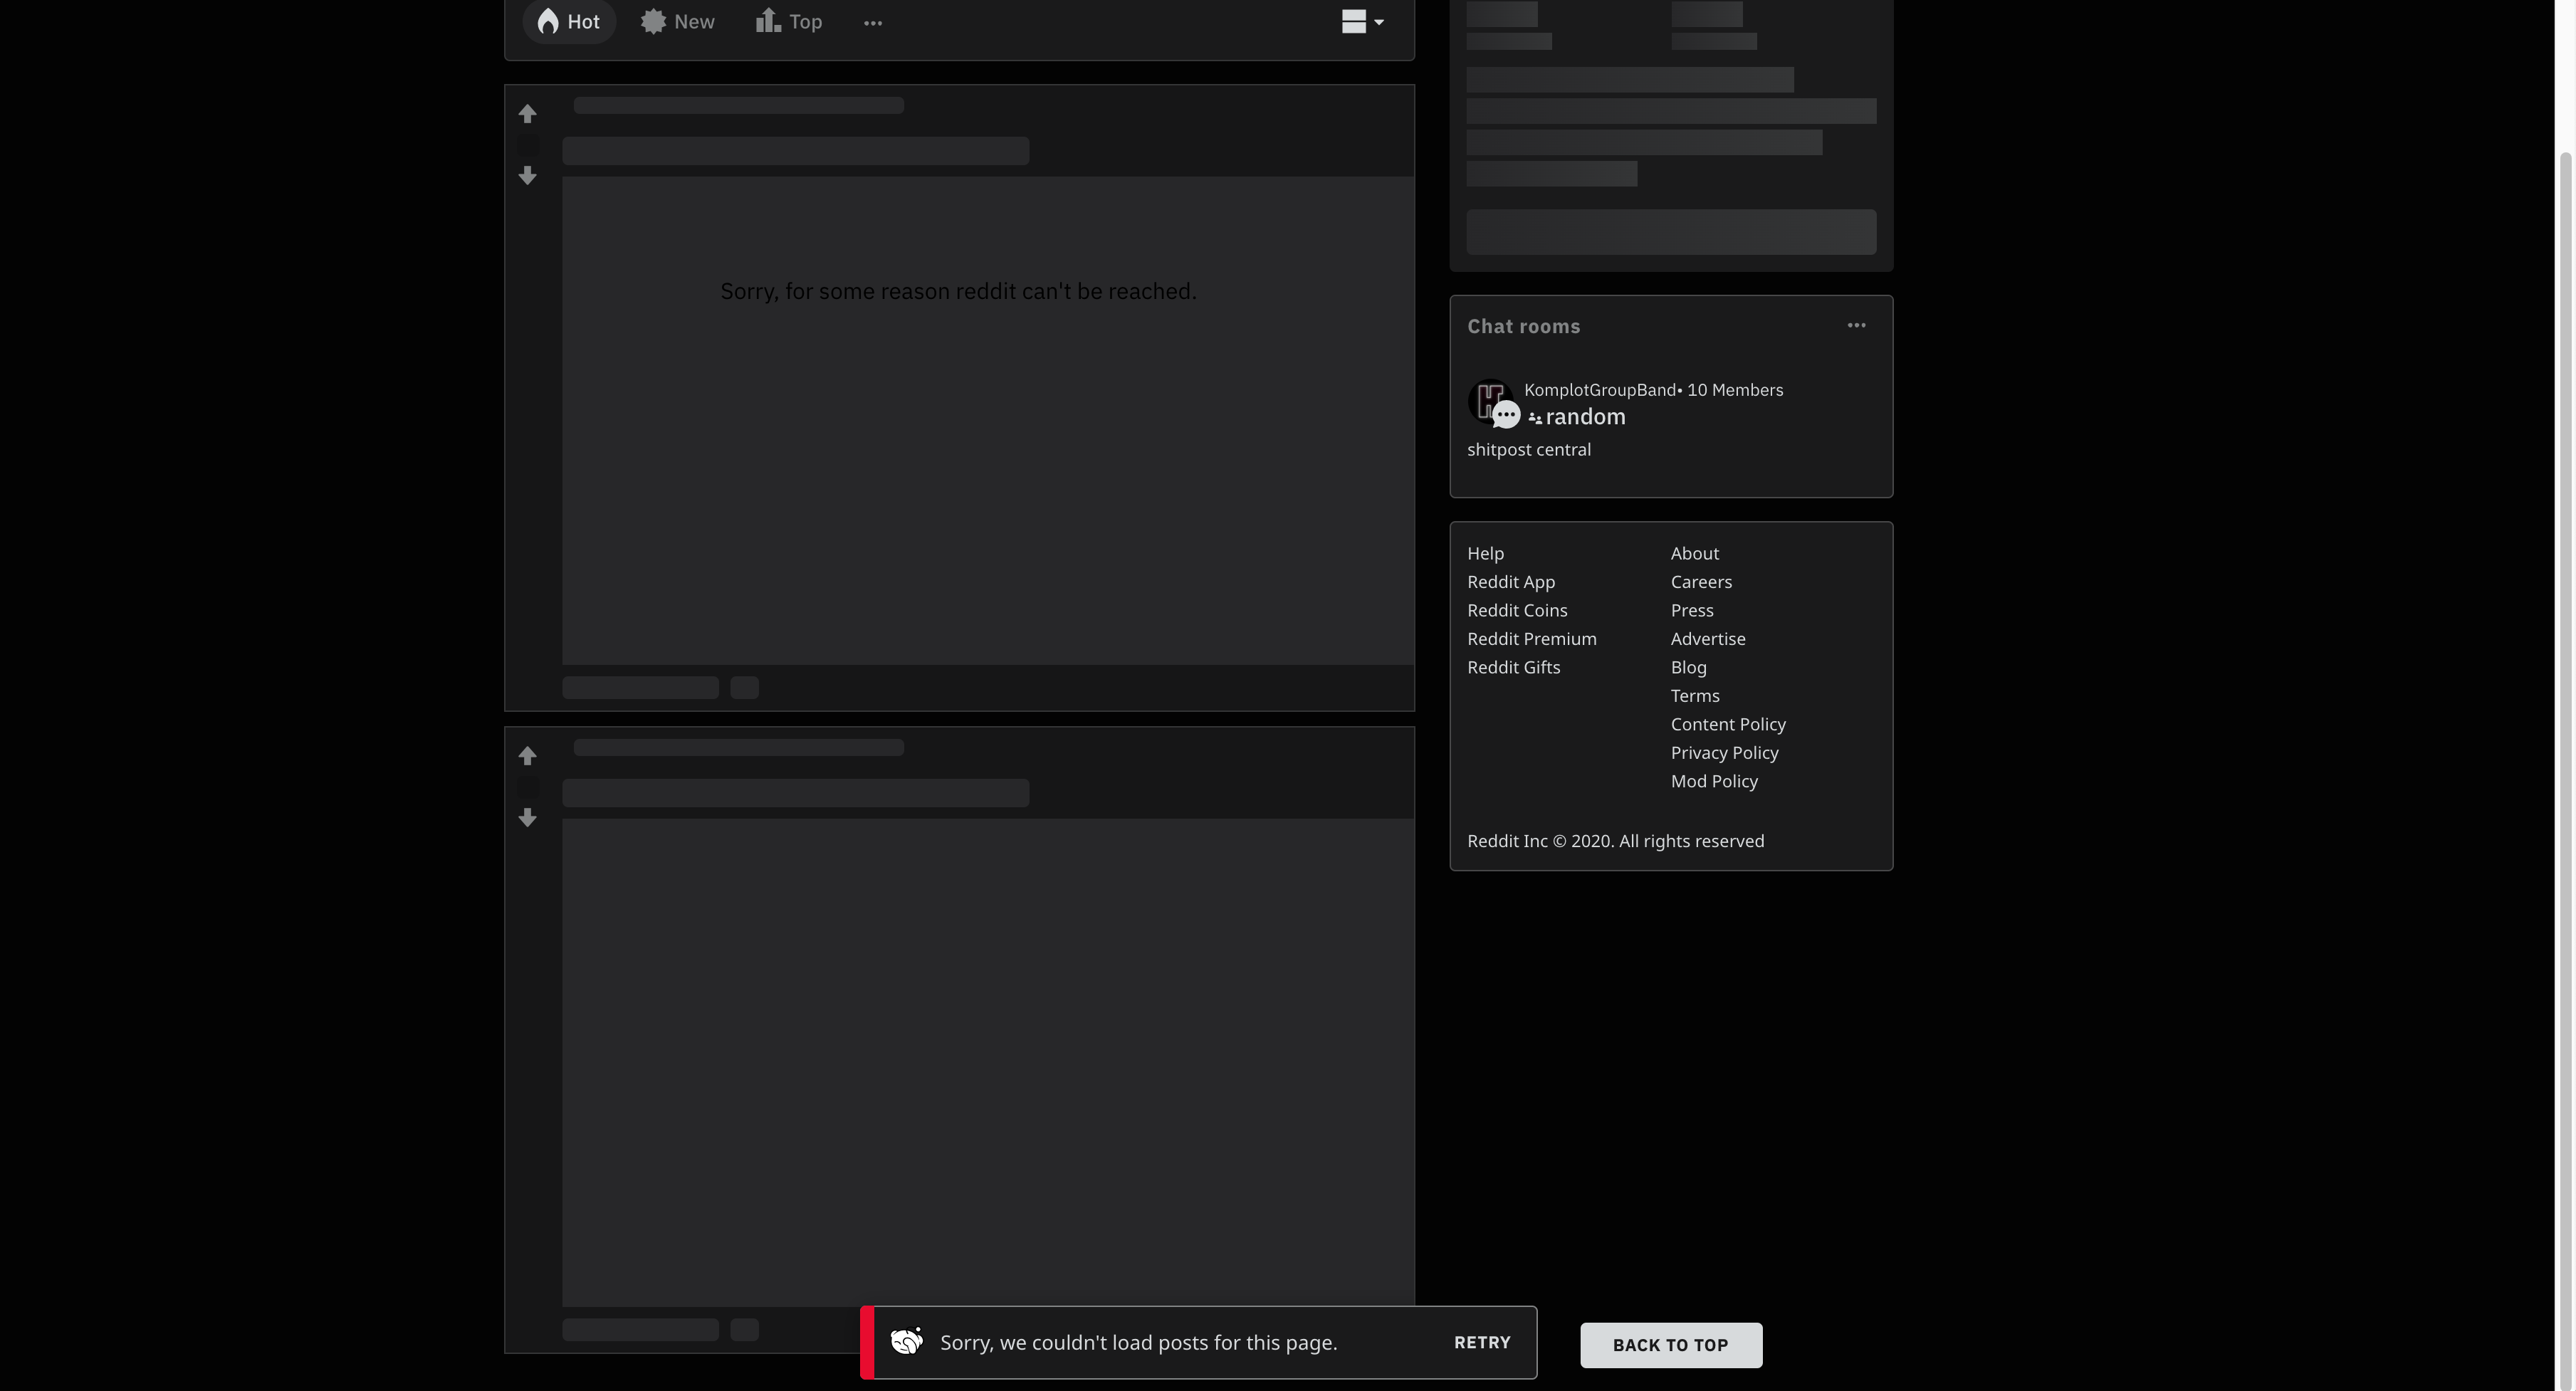 Hot
New
Top
Sorry, for some reason reddit can't be reached.
Chat rooms
KomplotGroupBand• 10 Members
random
shitpost central
Help
Reddit App
Reddit Coins
Reddit Premium
Reddit Gifts
About
Careers
Press
Advertise
Blog
Terms
Content Policy
Privacy Policy
Mod Policy
Reddit Inc © 2020. All rights reserved
Sorry, we couldn't load posts for this page.
RETRY
BACK TO TOP